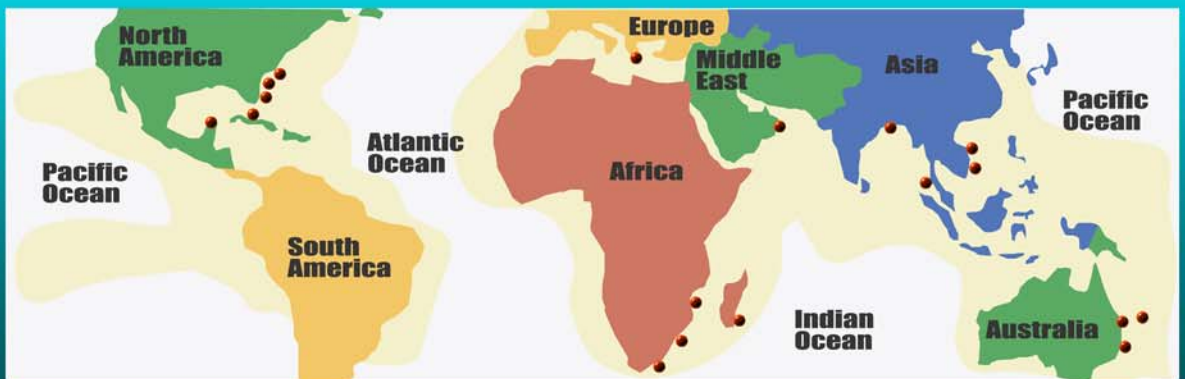 North
America
Europe
Middle
East
Asia
Pacific
Ocean
Atlantic
Ocean
Pacific
Ocean
Africa
South
America
Indian
Ocean
Australia